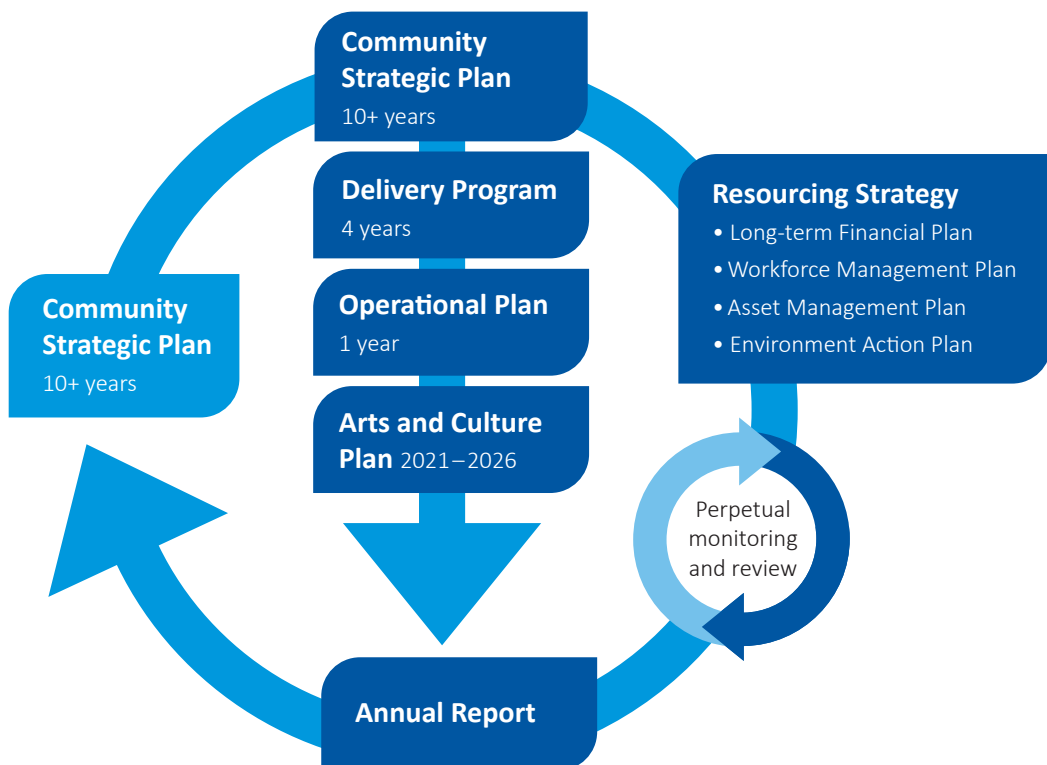 Community
Strategic Plan
10+ years
Delivery Program
4 years
Operational Plan
1 year
Arts and Culture
Plan 2021–2026
Resourcing Strategy
• Long-term Financial Plan
• Workforce Management Plan
• Asset Management Plan
• Environment Action Plan
Perpetual
monitoring
and review
Annual Report
Community
Strategic Plan
10+ years